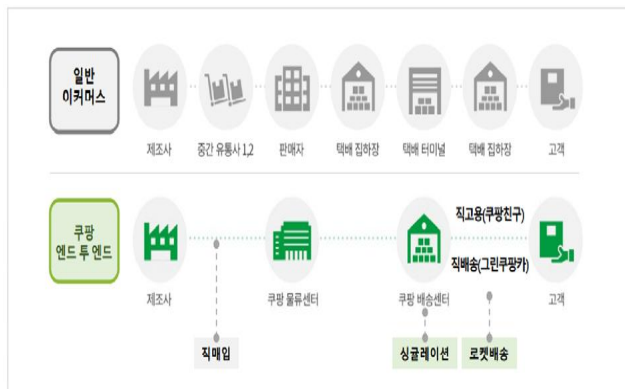 일반
이커머스
제조사
중간 유통사 1,2
판매자
택배 집하장
택배 터미널
택배 집하장
고객
쿠팡
엔드 투 엔드
직고용(쿠팡친구)
직배송(그린쿠팡카)
제조사
쿠팡 물류센터
쿠팡 배송센터
고객
직매입
싱귤레이션
로켓배송